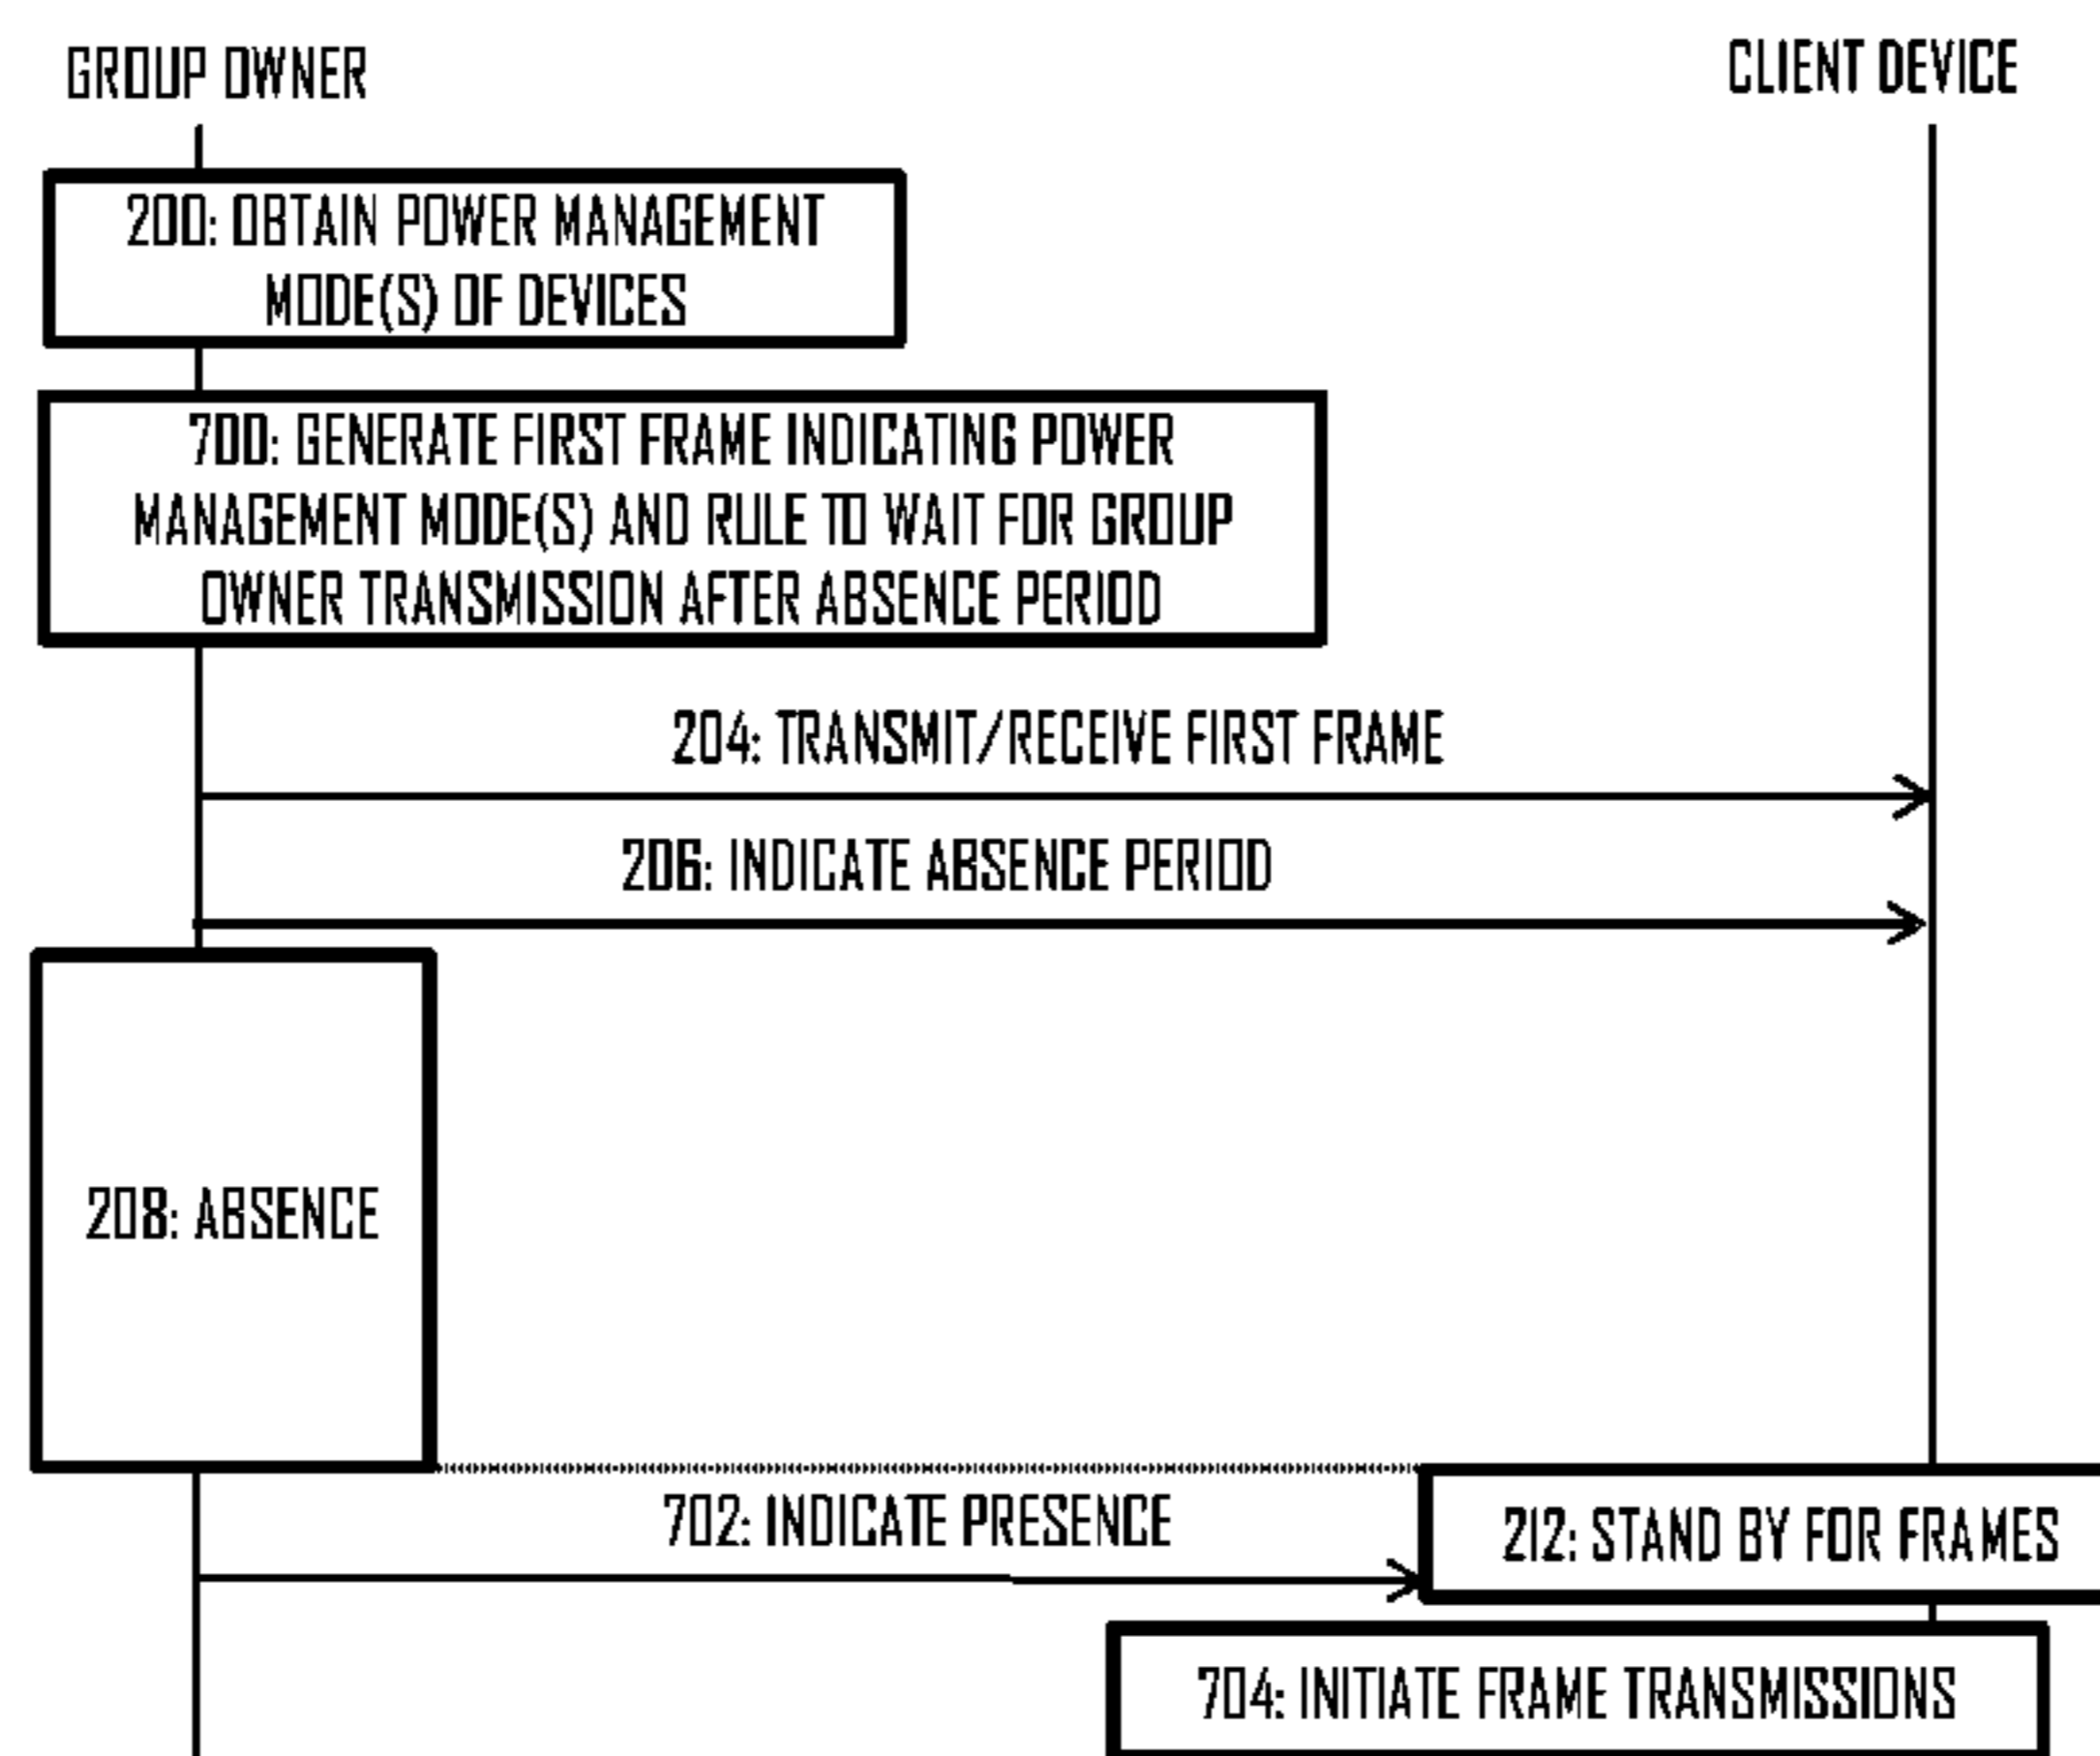 GROUP OWNER
CLIENT DEVICE
200: OBTAIN POWER MANAGEMENT
MODE(S) OF DEVICES
700: GENERATE FIRST FRAME INDICATING POWER
MANAGEMENT MODE(S) AND RULE TO WAIT FOR GROUP
OWNER TRANSMISSION AFTER ABSENCE PERIOD
204: TRANSMIT/RECEIVE FIRST FRAME
206: INDICATE ABSENCE PERIOD
208: ABSENCE
702: INDICATE PRESENCE
212: STAND BY FOR FRAMES
704: INITIATE FRAME TRANSMISSIONS